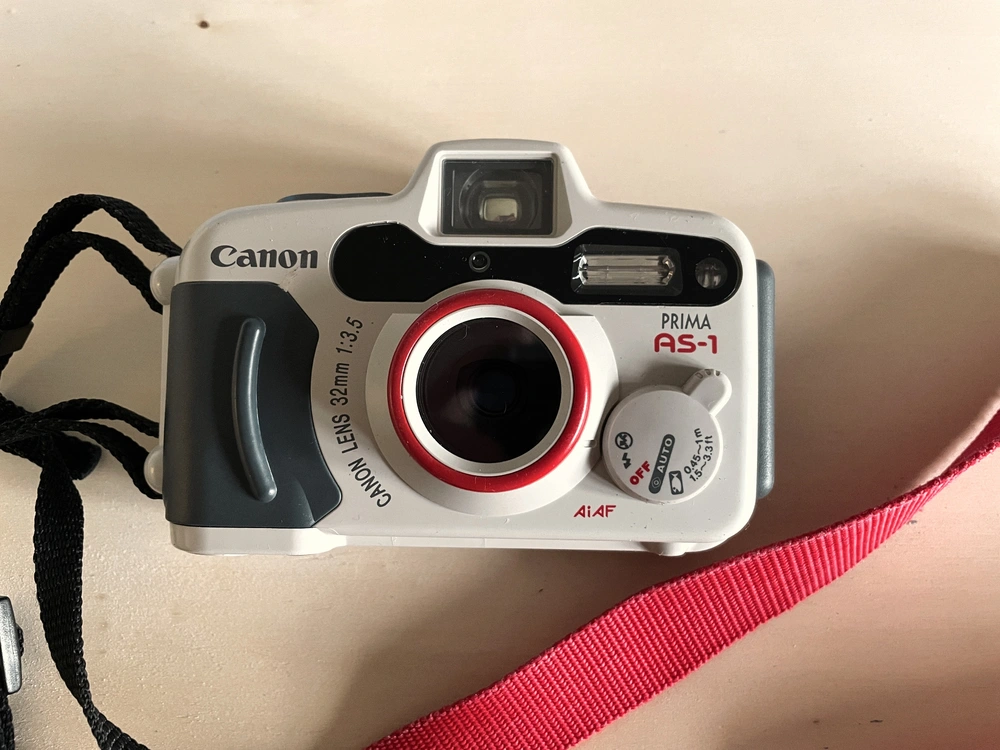 Canon
PRIMA
AS-1
CANON LENS 32mm 1:3.5
OFF
AUTO
0.45~1m
1.5~3.3ft
AiAF